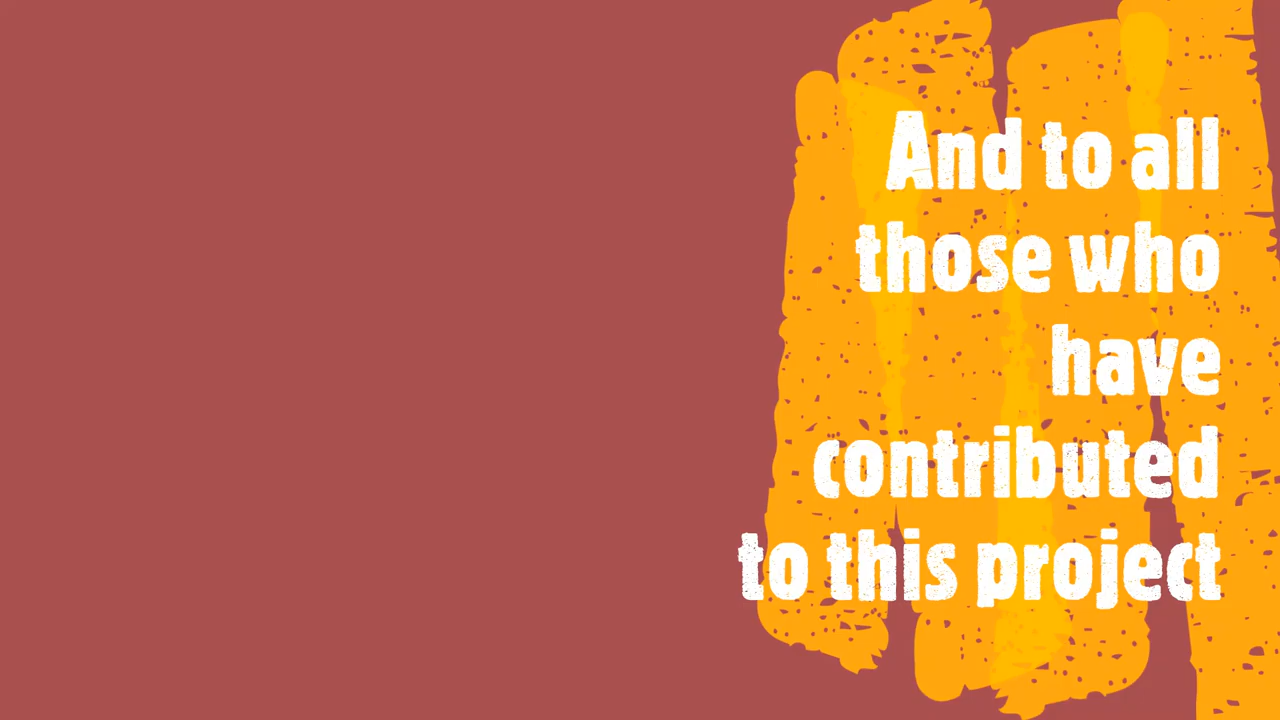 And to all
those who
have
contributed
to this project